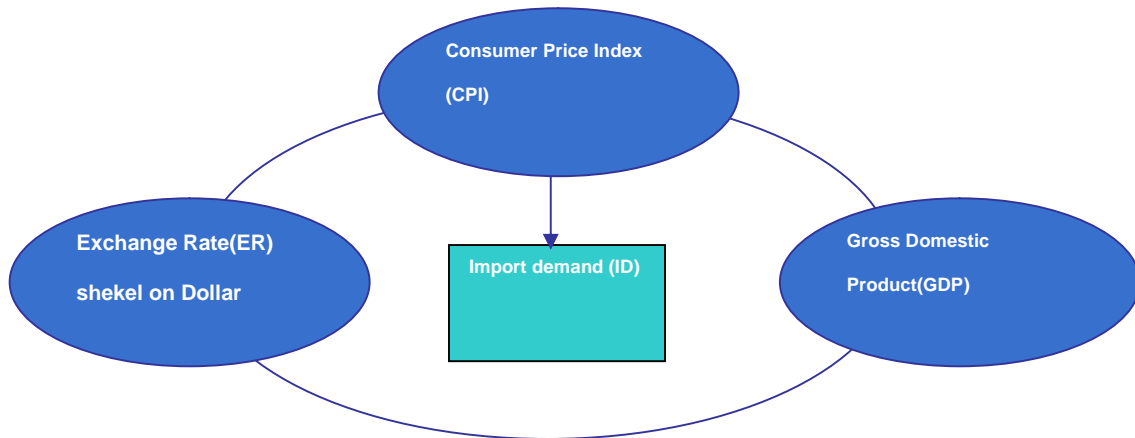 Consumer Price Index
(CPI)
Exchange Rate(ER)
shekel on Dollar
Import demand (ID)
Gross Domestic
Product(GDP)